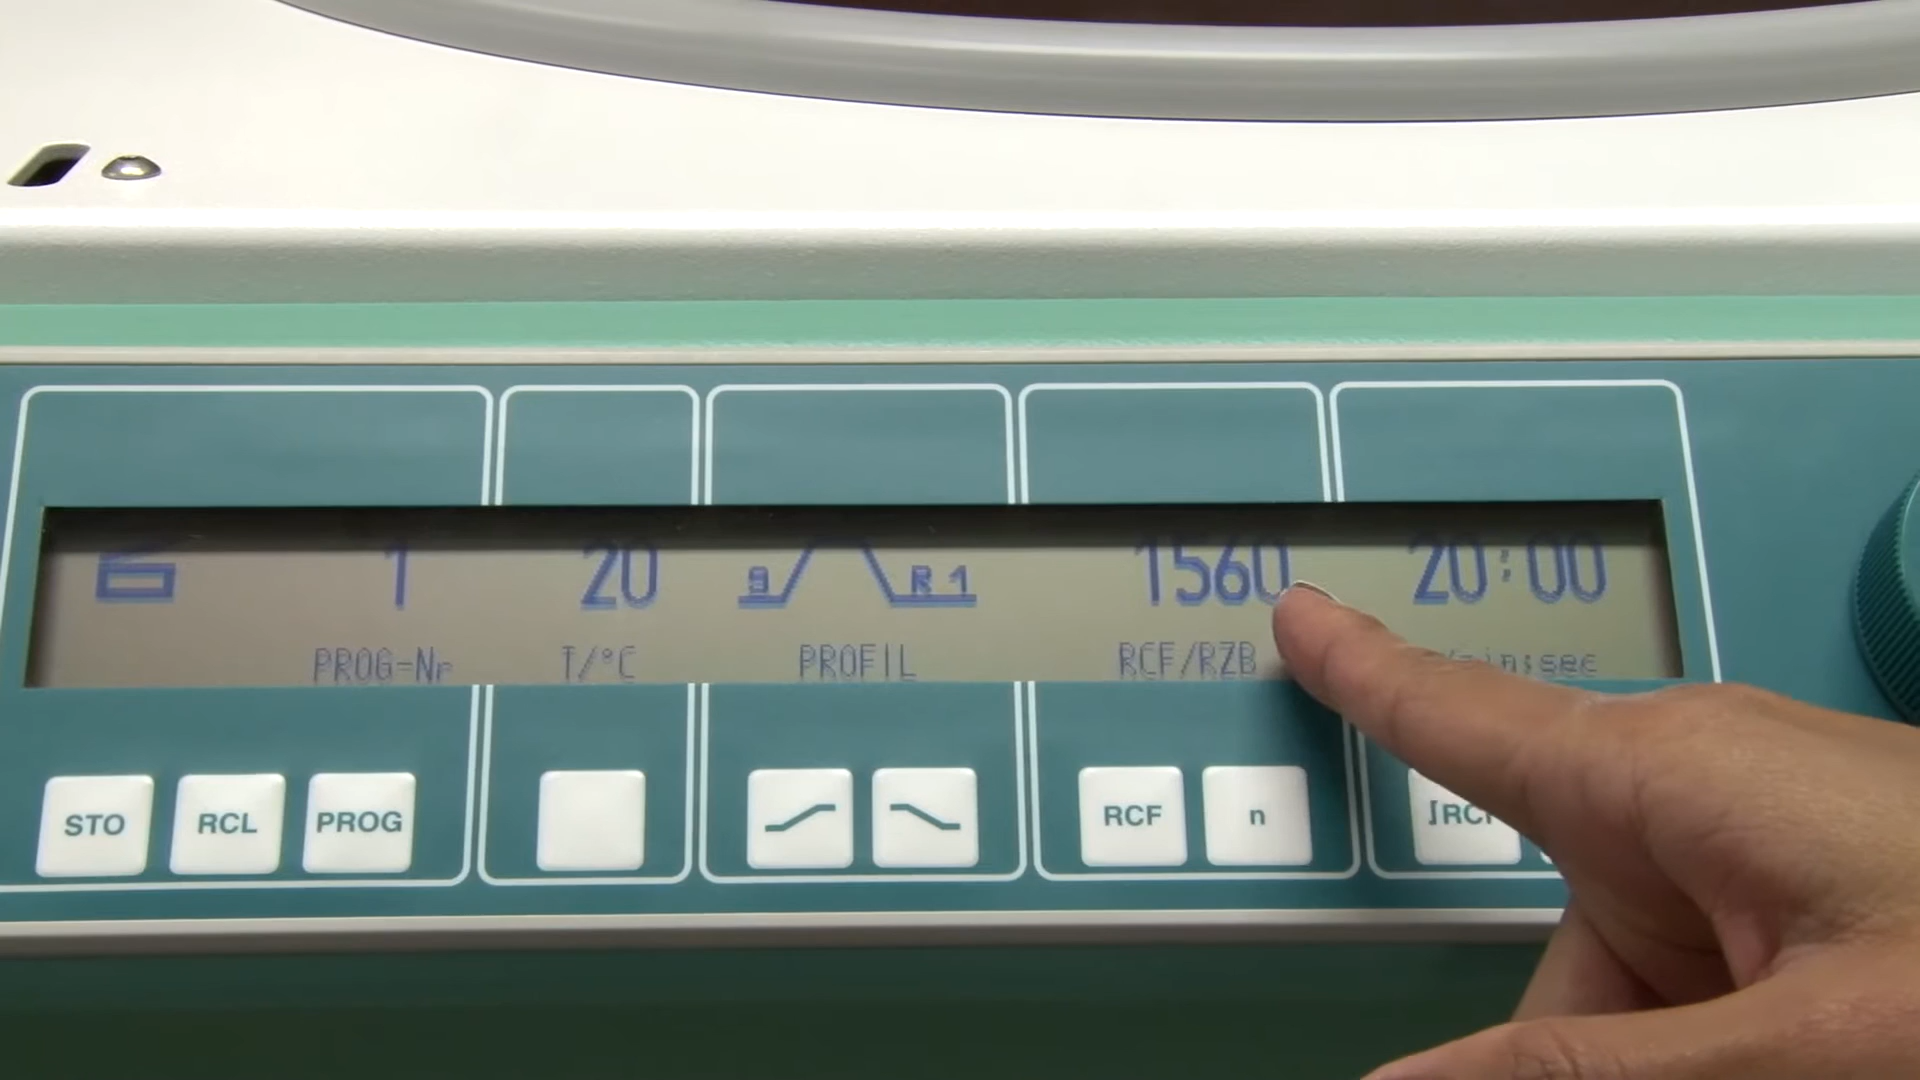 1 20 9 R 1 1560 20:00
PROG-Nr T/°C PROFIL RCF/RZB
STO RCL PROG RCF n